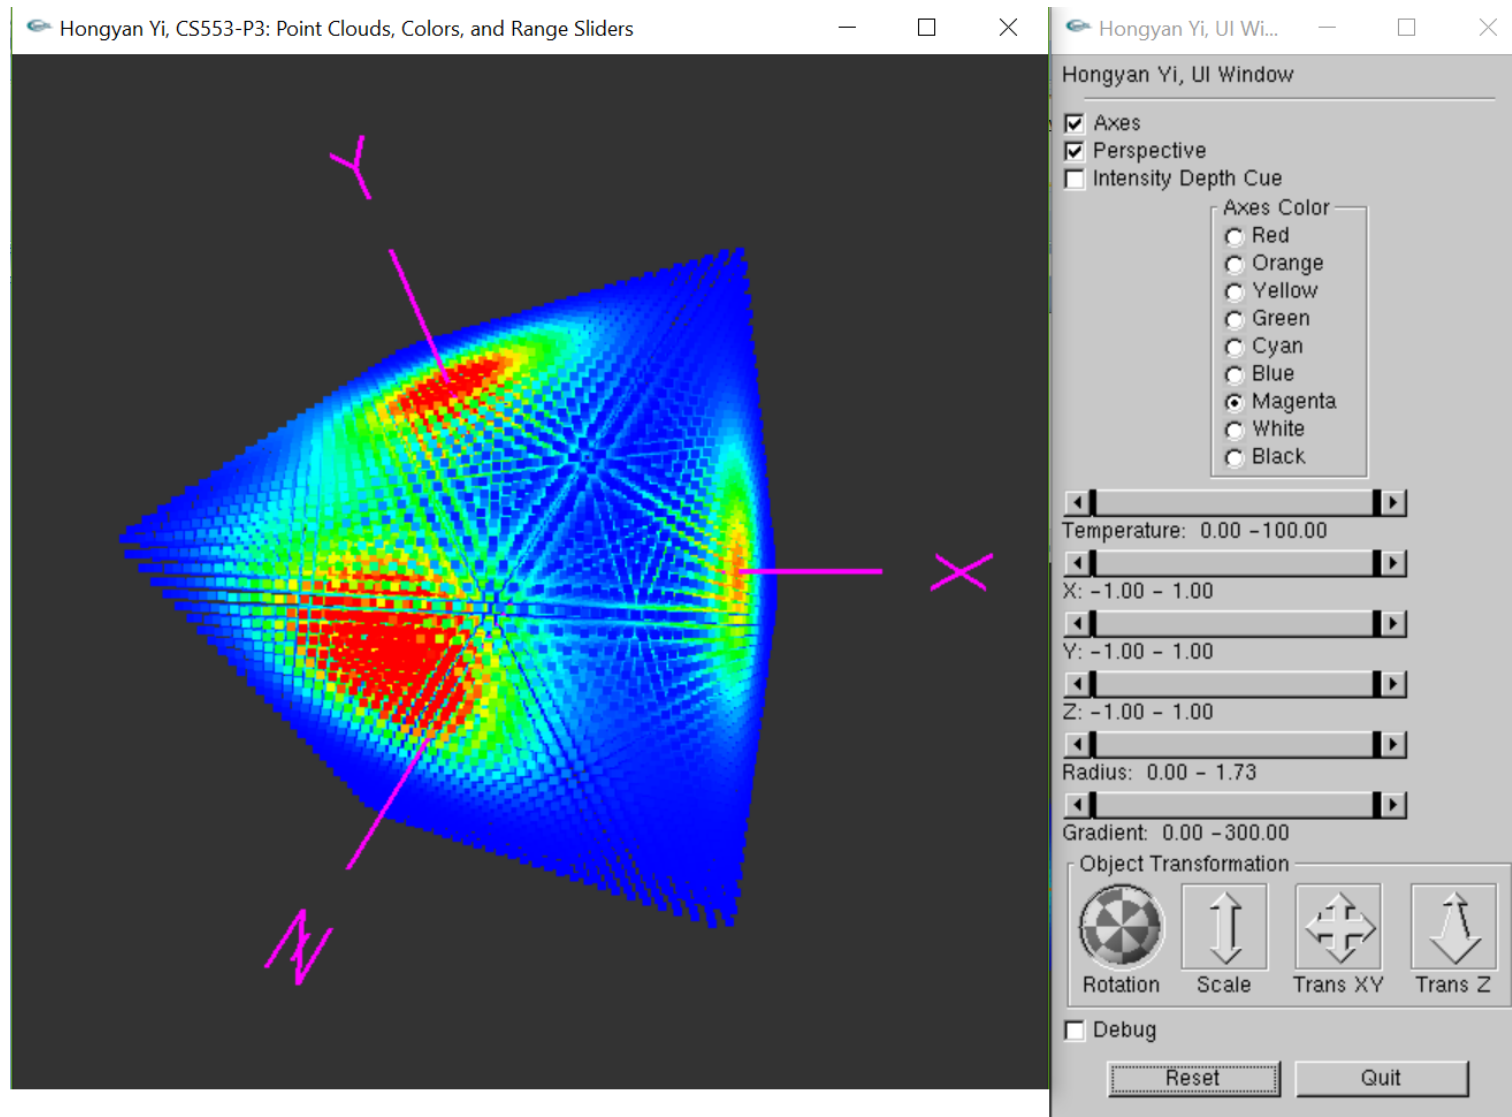 Hongyan Yi, CS553-P3: Point Clouds, Colors, and Range Sliders
Y
X
Z
Hongyan Yi, UI Wi...
Hongyan Yi, UI Window
Axes
Perspective
Intensity Depth Cue
Axes Color
Red
Orange
Yellow
Green
Cyan
Blue
Magenta
White
Black
Temperature: 0.00 -100.00
X: -1.00 - 1.00
Y: -1.00 - 1.00
Z: -1.00 - 1.00
Radius: 0.00 - 1.73
Gradient: 0.00 -300.00
Object Transformation
Rotation Scale Trans XY Trans Z
Debug
Reset Quit